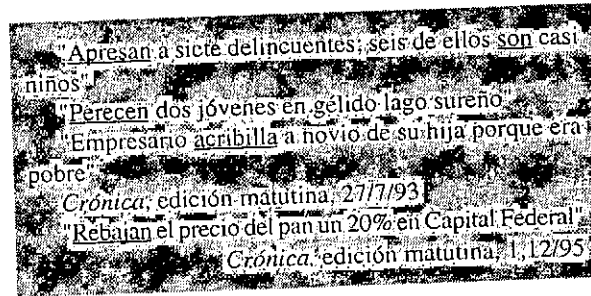 "Apresan a siete delincuentes; seis de ellos son casi
niños"
"Perecen dos jóvenes en gélido lago sureño"
"Empresario acribilla a novio de su hija porque era
pobre"
Crónica, edición matutina, 27/7/93
"Rebajan el precio del pan un 20% en Capital Federal"
Crónica, edición matutina, 1,12/95